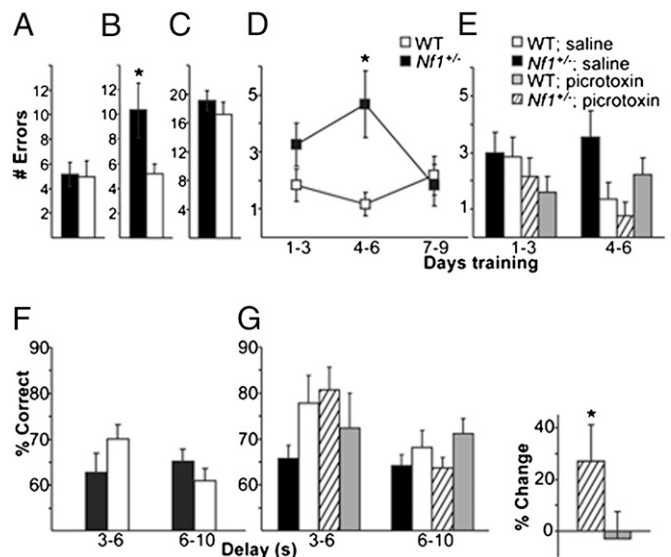 A B C D E
WT
Nf1+/-
WT; saline
Nf1+/-; saline
WT; picrotoxin
Nf1+/-; picrotoxin
# Errors
12
10
8
6
4
2
12
10
8
6
4
2
20
16
12
8
4
*
5
3
1
*
5
3
1
1-3 4-6 7-9
1-3 4-6
Days training
F G
% Correct
90
80
70
60
90
80
70
60
3-6 6-10
3-6 6-10
Delay (s)
% Change
40
20
0
*